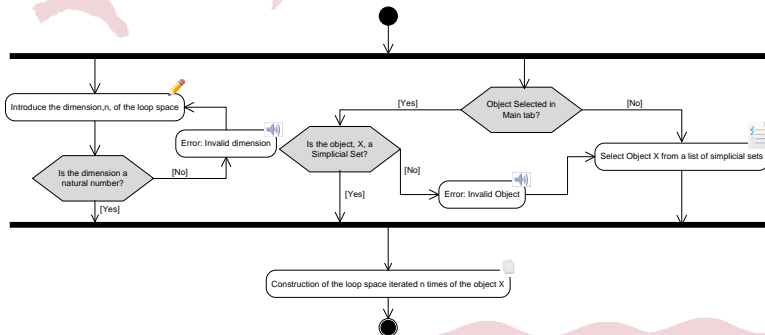 Introduce the dimension,n, of the loop space
Is the dimension a
natural number?
[No]
Error: Invalid dimension
[Yes]
Object Selected in
Main tab?
[Yes]
[No]
Is the object, X, a
Simplicial Set?
[No]
[Yes]
Error: Invalid Object
Select Object X from a list of simplicial sets
Construction of the loop space iterated n times of the object X